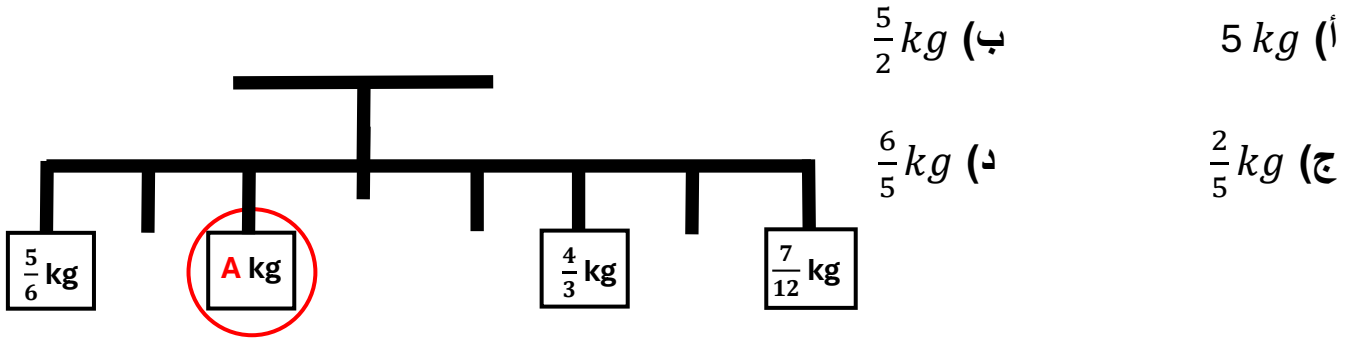 أ) 5 kg ب) 5/2 kg
ج) 2/5 kg د) 6/5 kg
5/6 kg A kg 4/3 kg 7/12 kg